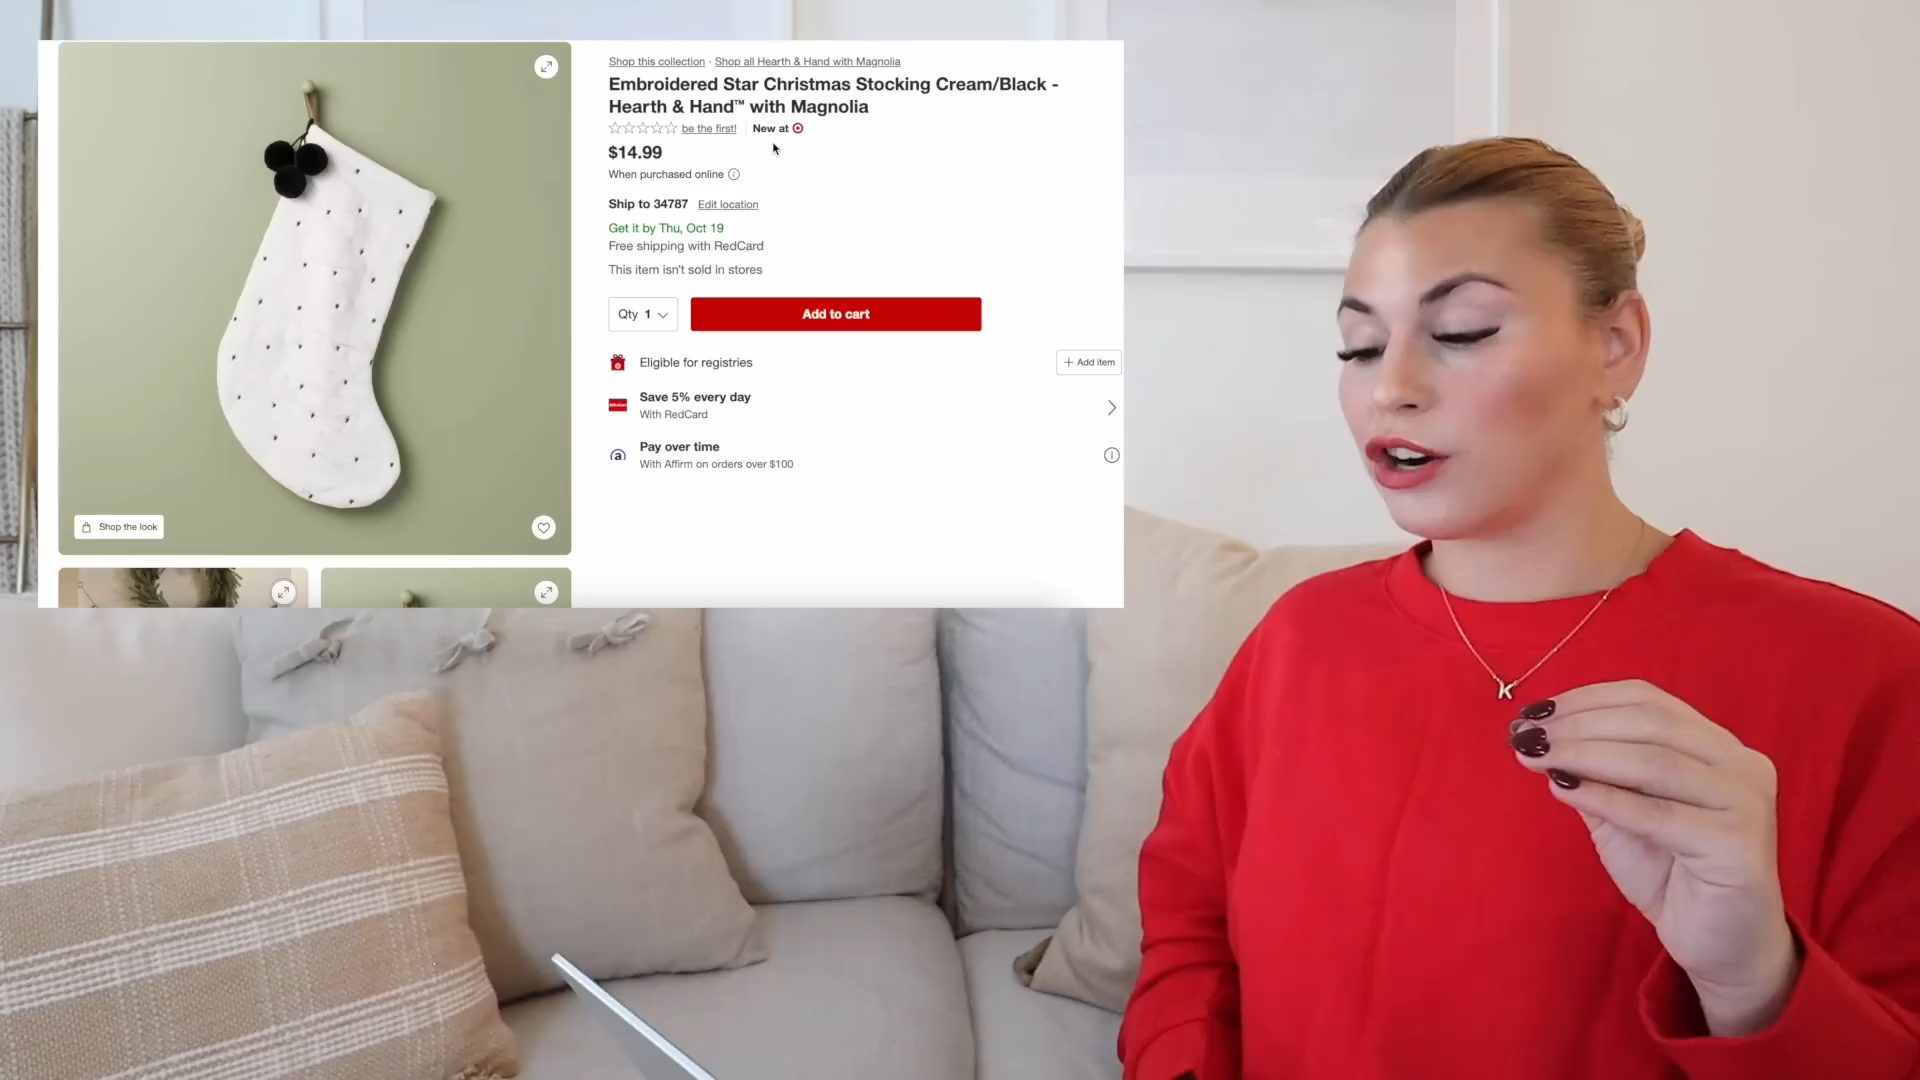 Shop this collection · Shop all Hearth & Hand with Magnolia
Embroidered Star Christmas Stocking Cream/Black -
Hearth & Hand™ with Magnolia
be the first! New at
$14.99
When purchased online
Ship to 34787 Edit location
Get it by Thu, Oct 19
Free shipping with RedCard
This item isn't sold in stores
Qty 1 Add to cart
Eligible for registries + Add item
Save 5% every day
With RedCard
Pay over time
With Affirm on orders over $100
Shop the look
K